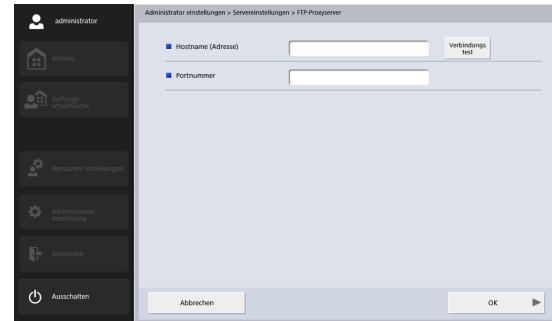 administrator
Anfang
Auftrags-
schaltfläche
Benutzere instellungen
Administrator-
einstellung
Abmelden
Ausschalten
Administrator einstellungen > Servereinstellungen > FTP-Proxyserver
Hostname (Adresse)
Verbindungs
test
Portnummer
Abbrechen
OK